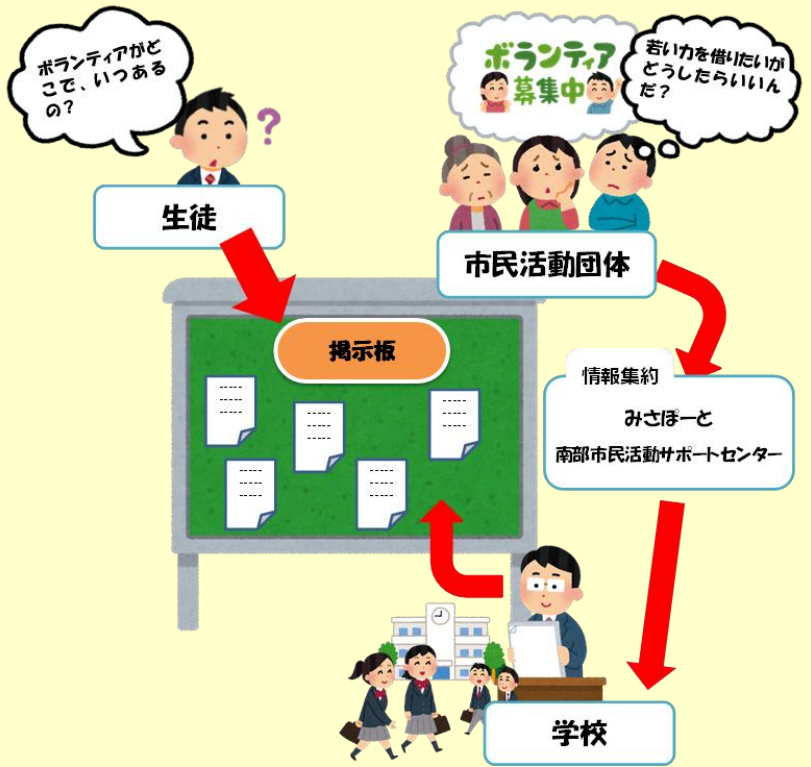 ボランティアがど
こで、いつある
の?
?
生徒
ボランティア
募集中
若い力を借りたいが
どうしたらいいん
だ?
市民活動団体
掲示板
情報集約
みさぽーと
南部市民活動サポートセンター
学校